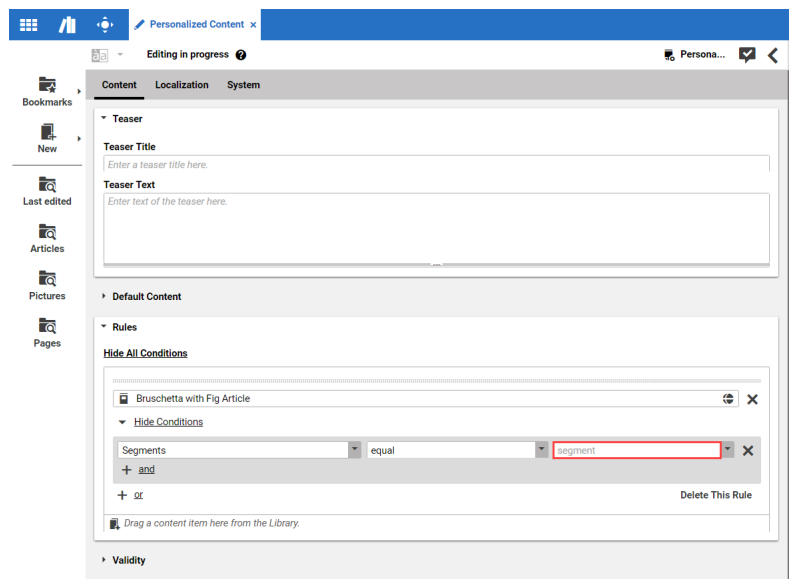 Personalized Content ×
Editing in progress
Persona...
Bookmarks
New
Last edited
Articles
Pictures
Pages
Content Localization System
Teaser
Teaser Title
Enter a teaser title here.
Teaser Text
Enter text of the teaser here.
Default Content
Rules
Hide All Conditions
Bruschetta with Fig Article
Hide Conditions
Segments equal segment
and
or Delete This Rule
Drag a content item here from the Library.
Validity